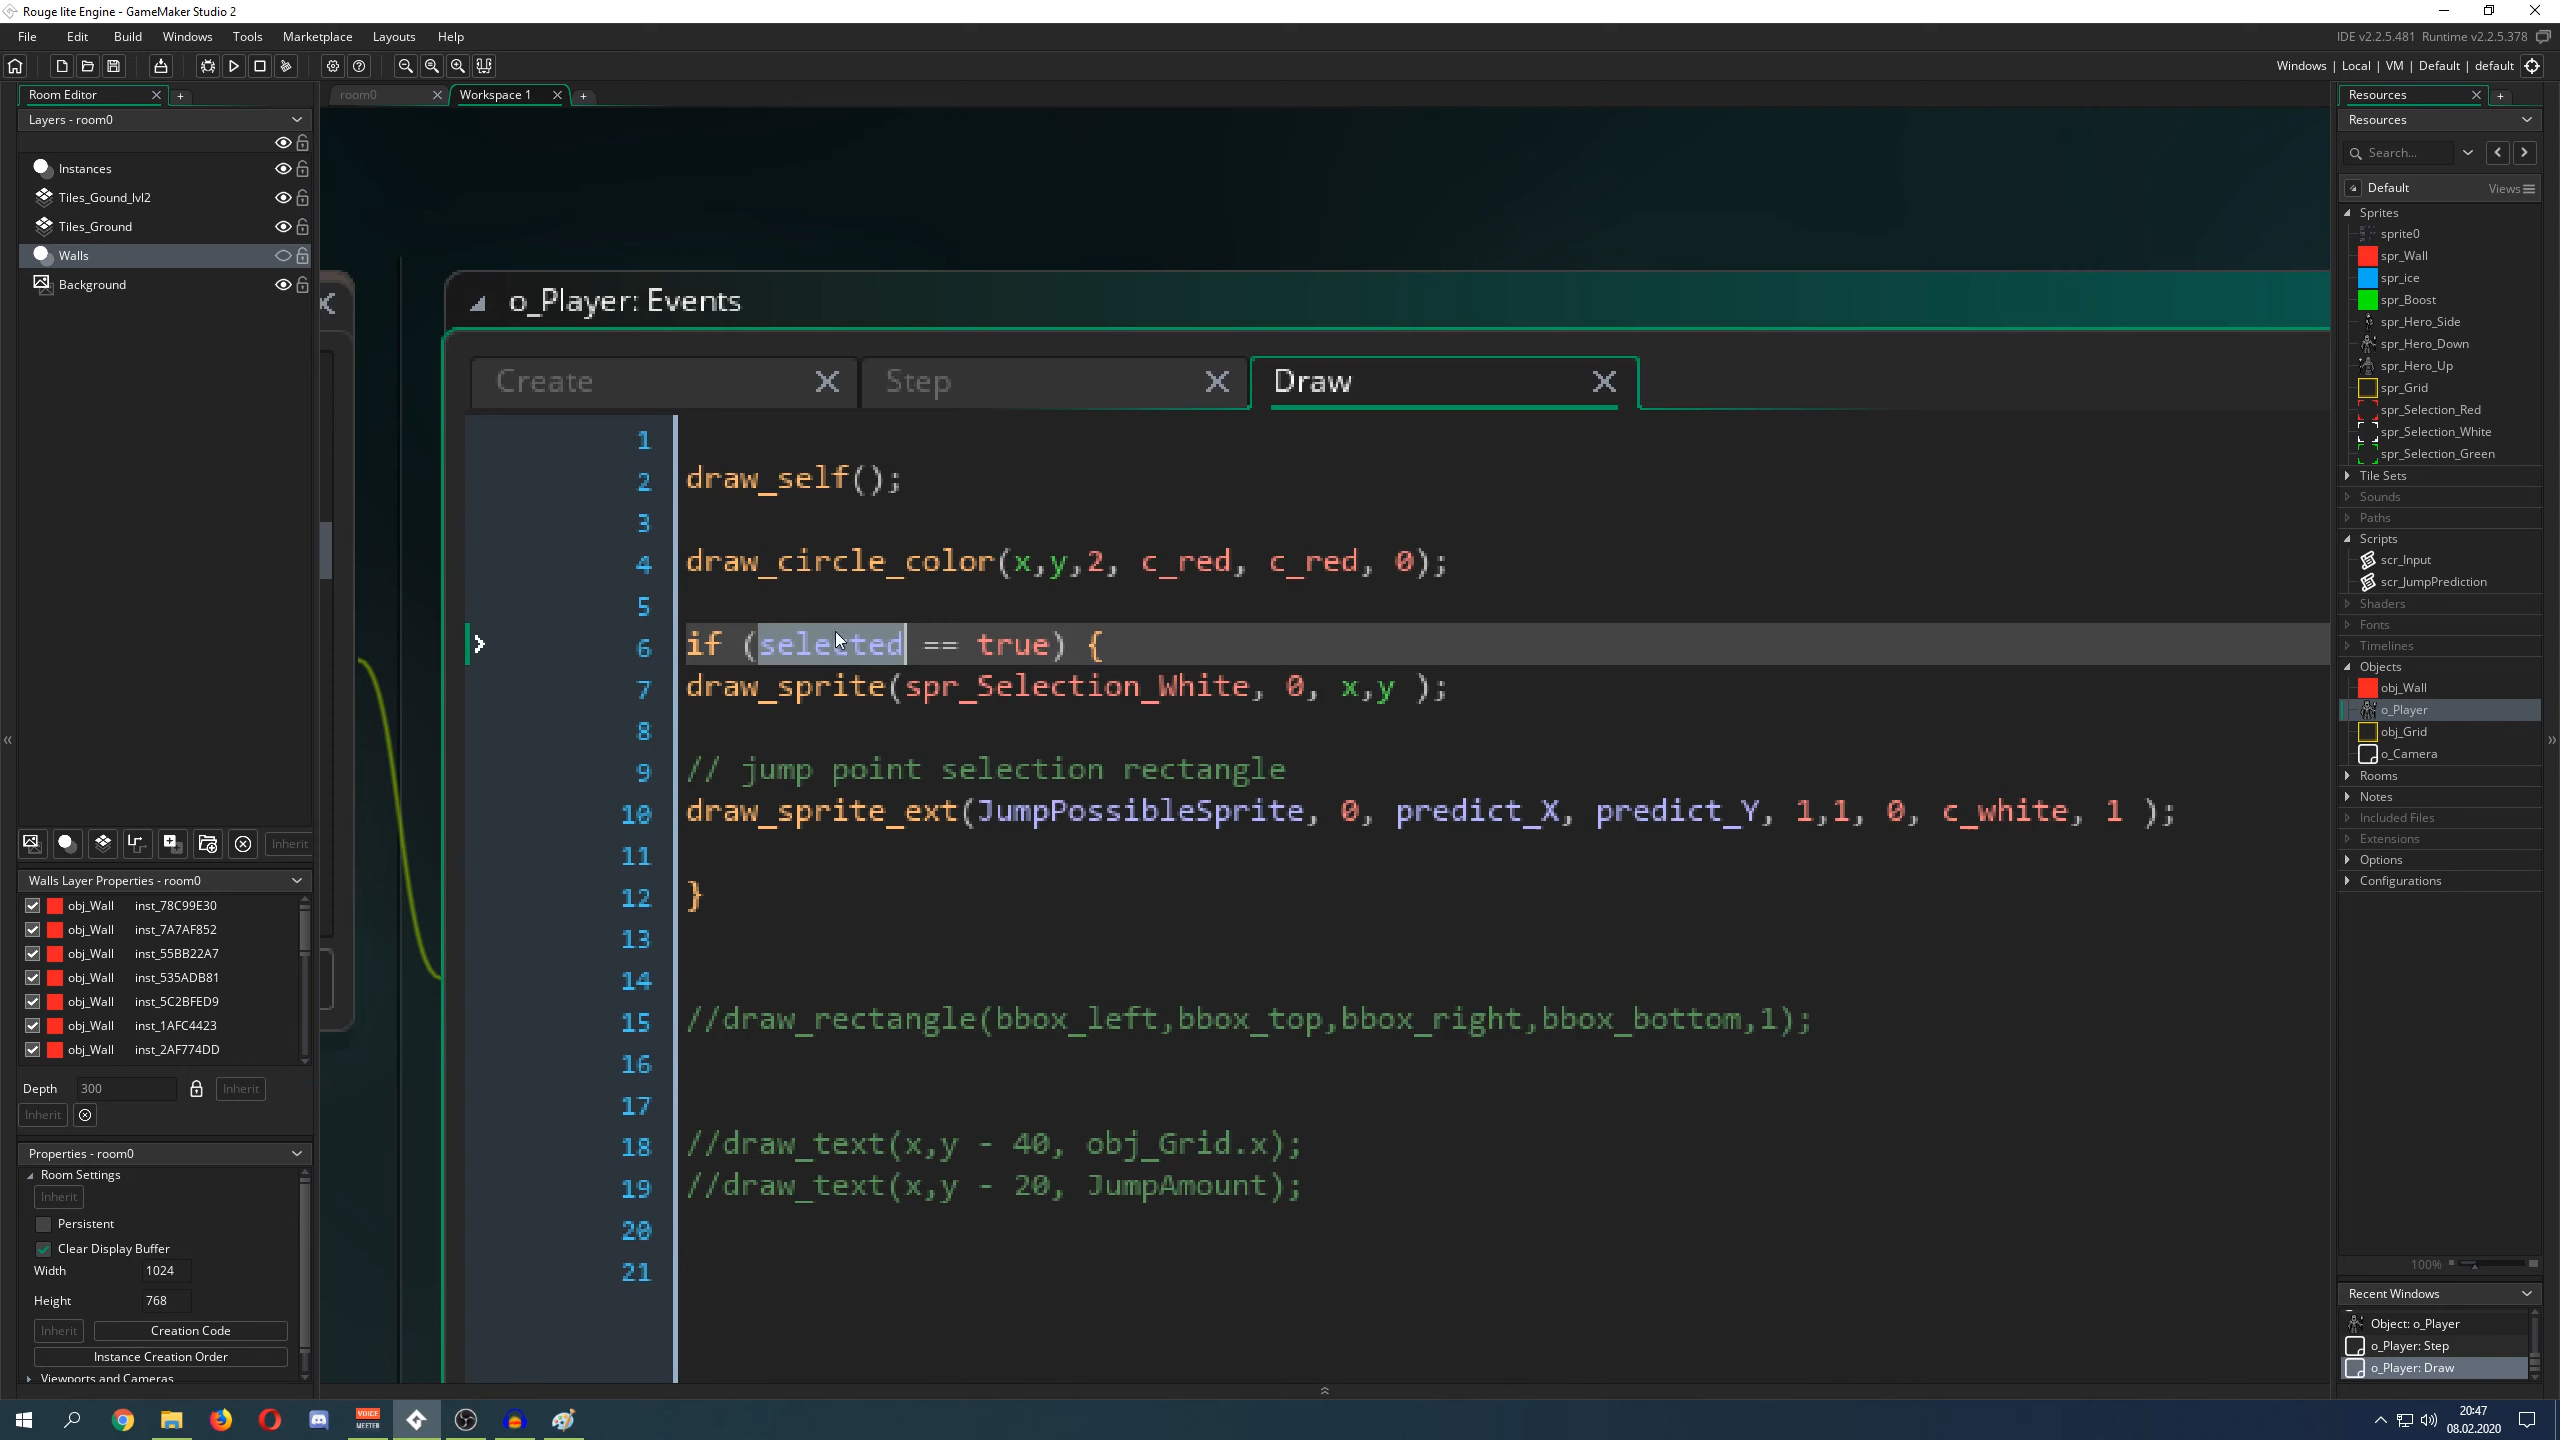 Rouge lite Engine - GameMaker Studio 2
File Edit Build Windows Tools Marketplace Layouts Help
IDE v2.2.5.481 Runtime v2.2.5.378
Windows | Local | VM | Default | default
Room Editor
room0
Workspace 1
Resources
Layers - room0
Instances
Tiles_Gound_lvl2
Tiles_Ground
Walls
Background
Inherit
Walls Layer Properties - room0
obj_Wall inst_78C99E30
obj_Wall inst_7A7AF852
obj_Wall inst_55BB22A7
obj_Wall inst_535ADB81
obj_Wall inst_5C2BFED9
obj_Wall inst_1AFC4423
obj_Wall inst_2AF774DD
Depth 300 Inherit
Inherit
Properties - room0
Room Settings
Inherit
Persistent
Clear Display Buffer
Width 1024
Height 768
Inherit Creation Code
Instance Creation Order
Viewports and Cameras
o_Player: Events
Create Step Draw
1
2 draw_self();
3
4 draw_circle_color(x,y,2, c_red, c_red, 0);
5
6 if (selected == true) {
7 draw_sprite(spr_Selection_White, 0, x,y );
8
9 // jump point selection rectangle
10 draw_sprite_ext(JumpPossibleSprite, 0, predict_X, predict_Y, 1,1, 0, c_white, 1 );
11
12 }
13
14
15 //draw_rectangle(bbox_left,bbox_top,bbox_right,bbox_bottom,1);
16
17
18 //draw_text(x,y - 40, obj_Grid.x);
19 //draw_text(x,y - 20, JumpAmount);
20
21
Resources
Search...
Default Views
Sprites
sprite0
spr_Wall
spr_ice
spr_Boost
spr_Hero_Side
spr_Hero_Down
spr_Hero_Up
spr_Grid
spr_Selection_Red
spr_Selection_White
spr_Selection_Green
Tile Sets
Sounds
Paths
Scripts
scr_Input
scr_JumpPrediction
Shaders
Fonts
Timelines
Objects
obj_Wall
o_Player
obj_Grid
o_Camera
Rooms
Notes
Included Files
Extensions
Options
Configurations
100%
Recent Windows
Object: o_Player
o_Player: Step
o_Player: Draw
VOICE
MEETER
20:47
08.02.2020